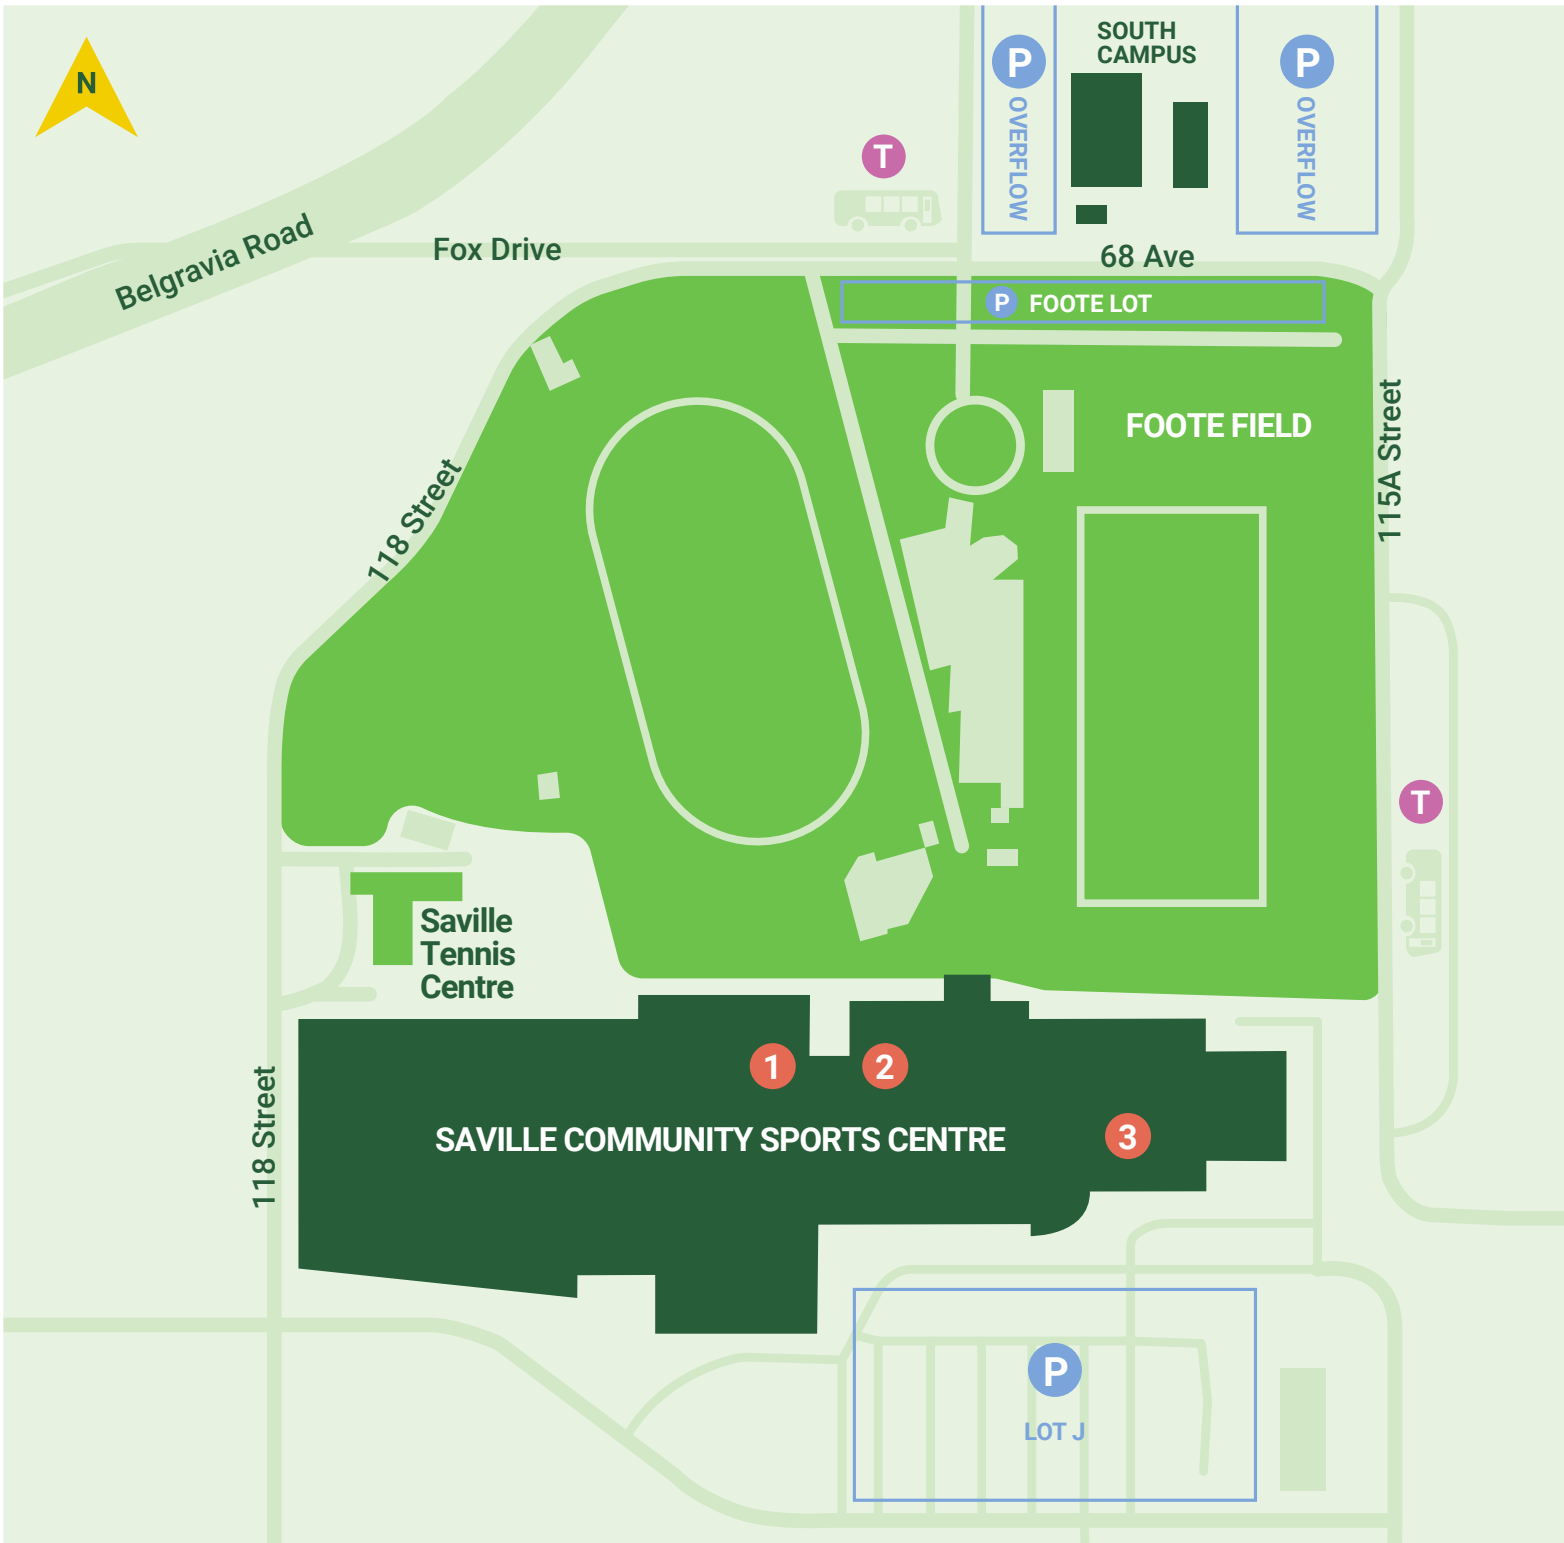 N
SOUTH
CAMPUS
P
OVERFLOW
P
OVERFLOW
T
Belgravia Road
Fox Drive
68 Ave
P FOOTE LOT
FOOTE FIELD
115A Street
118 Street
T
Saville
Tennis
Centre
1
2
3
SAVILLE COMMUNITY SPORTS CENTRE
118 Street
P
LOT J